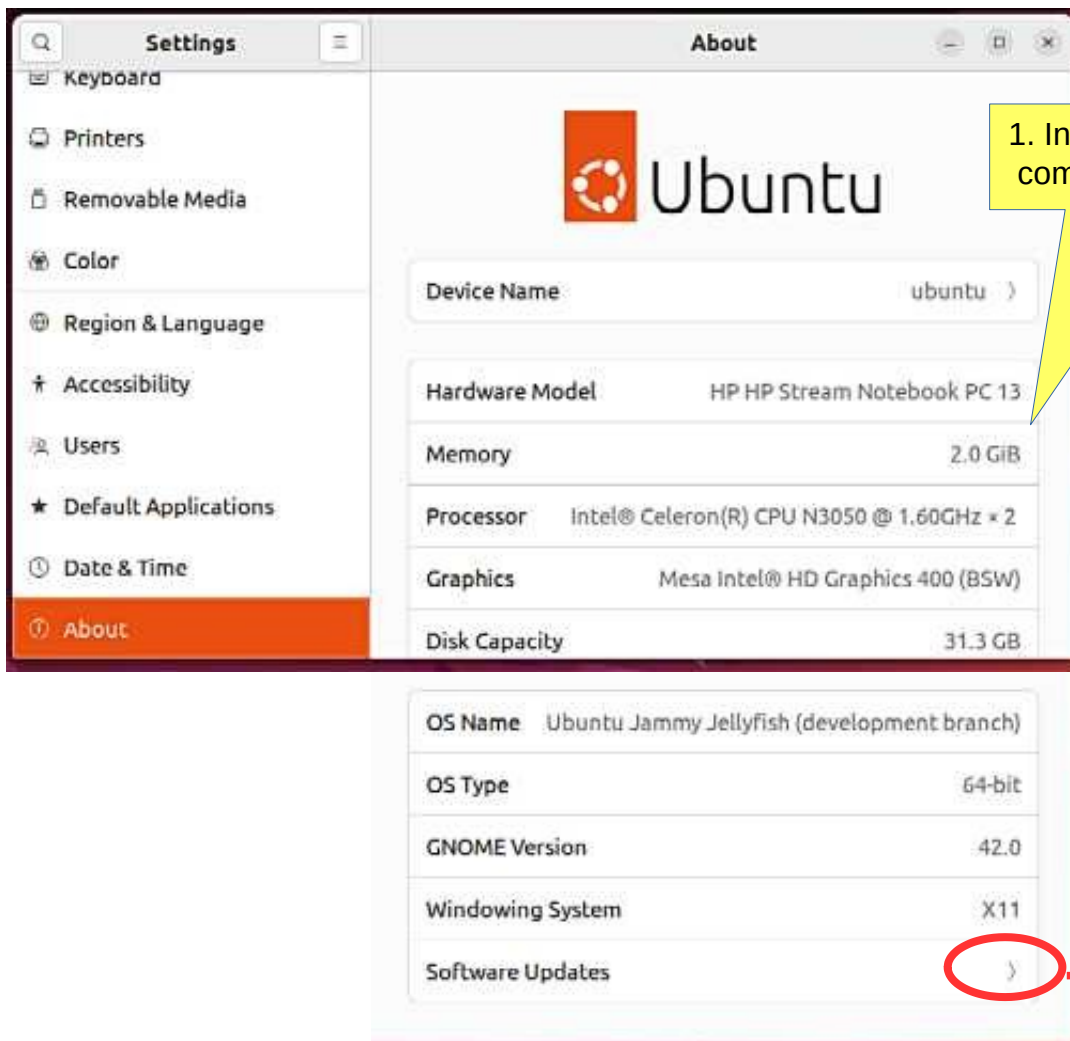 Settings
About
Keyboard
Printers
Removable Media
Color
Region & Language
Accessibility
Users
Default Applications
Date & Time
About
Ubuntu
1. In
com
Device Name ubuntu
Hardware Model HP HP Stream Notebook PC 13
Memory 2.0 GiB
Processor Intel® Celeron(R) CPU N3050 @ 1.60GHz × 2
Graphics Mesa Intel® HD Graphics 400 (BSW)
Disk Capacity 31.3 GB
OS Name Ubuntu Jammy Jellyfish (development branch)
OS Type 64-bit
GNOME Version 42.0
Windowing System X11
Software Updates